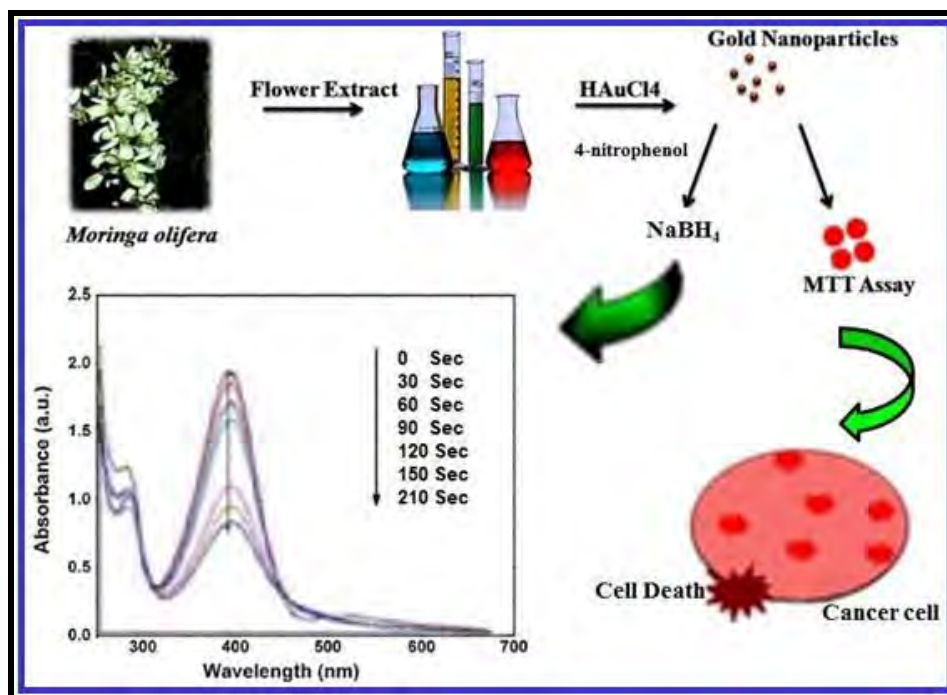 Gold Nanoparticles
Flower Extract
HAuCl4
4-nitrophenol
Moringa olifera
NaBH₄
MTT Assay
2.5
2.0
1.5
1.0
0.5
0.0
Absorbance (a.u.)
0 Sec
30 Sec
60 Sec
90 Sec
120 Sec
150 Sec
210 Sec
300
400
500
600
700
Wavelength (nm)
Cell Death
Cancer cell